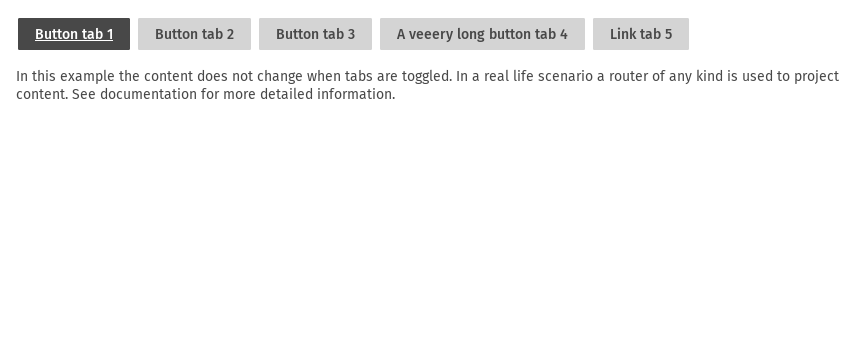 Button tab 1 Button tab 2 Button tab 3 A veeery long button tab 4 Link tab 5
In this example the content does not change when tabs are toggled. In a real life scenario a router of any kind is used to project
content. See documentation for more detailed information.